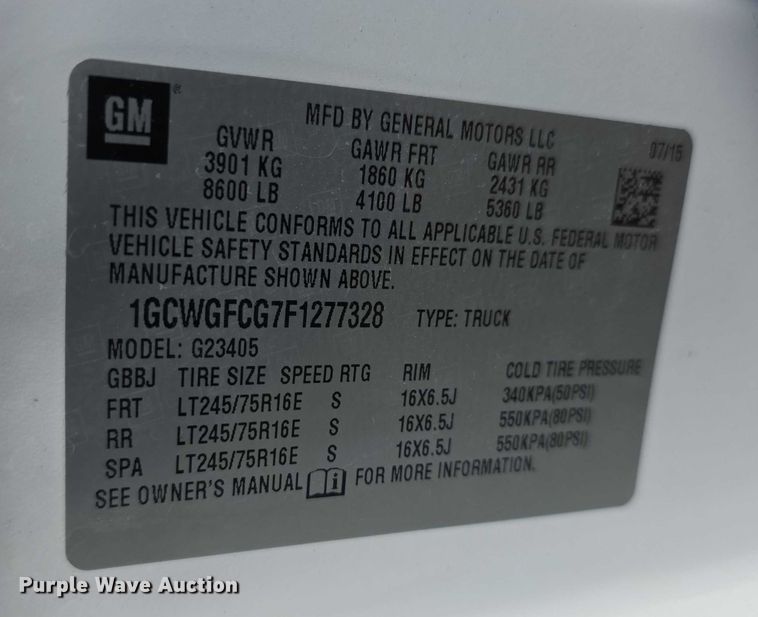 GM
®
MFD BY GENERAL MOTORS LLC
07/15
GVWR GAWR FRT GAWR RR
3901 KG 1860 KG 2431 KG
8600 LB 4100 LB 5360 LB
THIS VEHICLE CONFORMS TO ALL APPLICABLE U.S. FEDERAL MOTOR
VEHICLE SAFETY STANDARDS IN EFFECT ON THE DATE OF
MANUFACTURE SHOWN ABOVE.
1GCWGFCG7F1277328 TYPE: TRUCK
MODEL: G23405
GBBJ TIRE SIZE SPEED RTG RIM COLD TIRE PRESSURE
FRT LT245/75R16E S 16X6.5J 340KPA(50PSI)
RR LT245/75R16E S 16X6.5J 550KPA(80PSI)
SPA LT245/75R16E S 16X6.5J 550KPA(80PSI)
SEE OWNER'S MANUAL i FOR MORE INFORMATION.
Purple Wave Auction